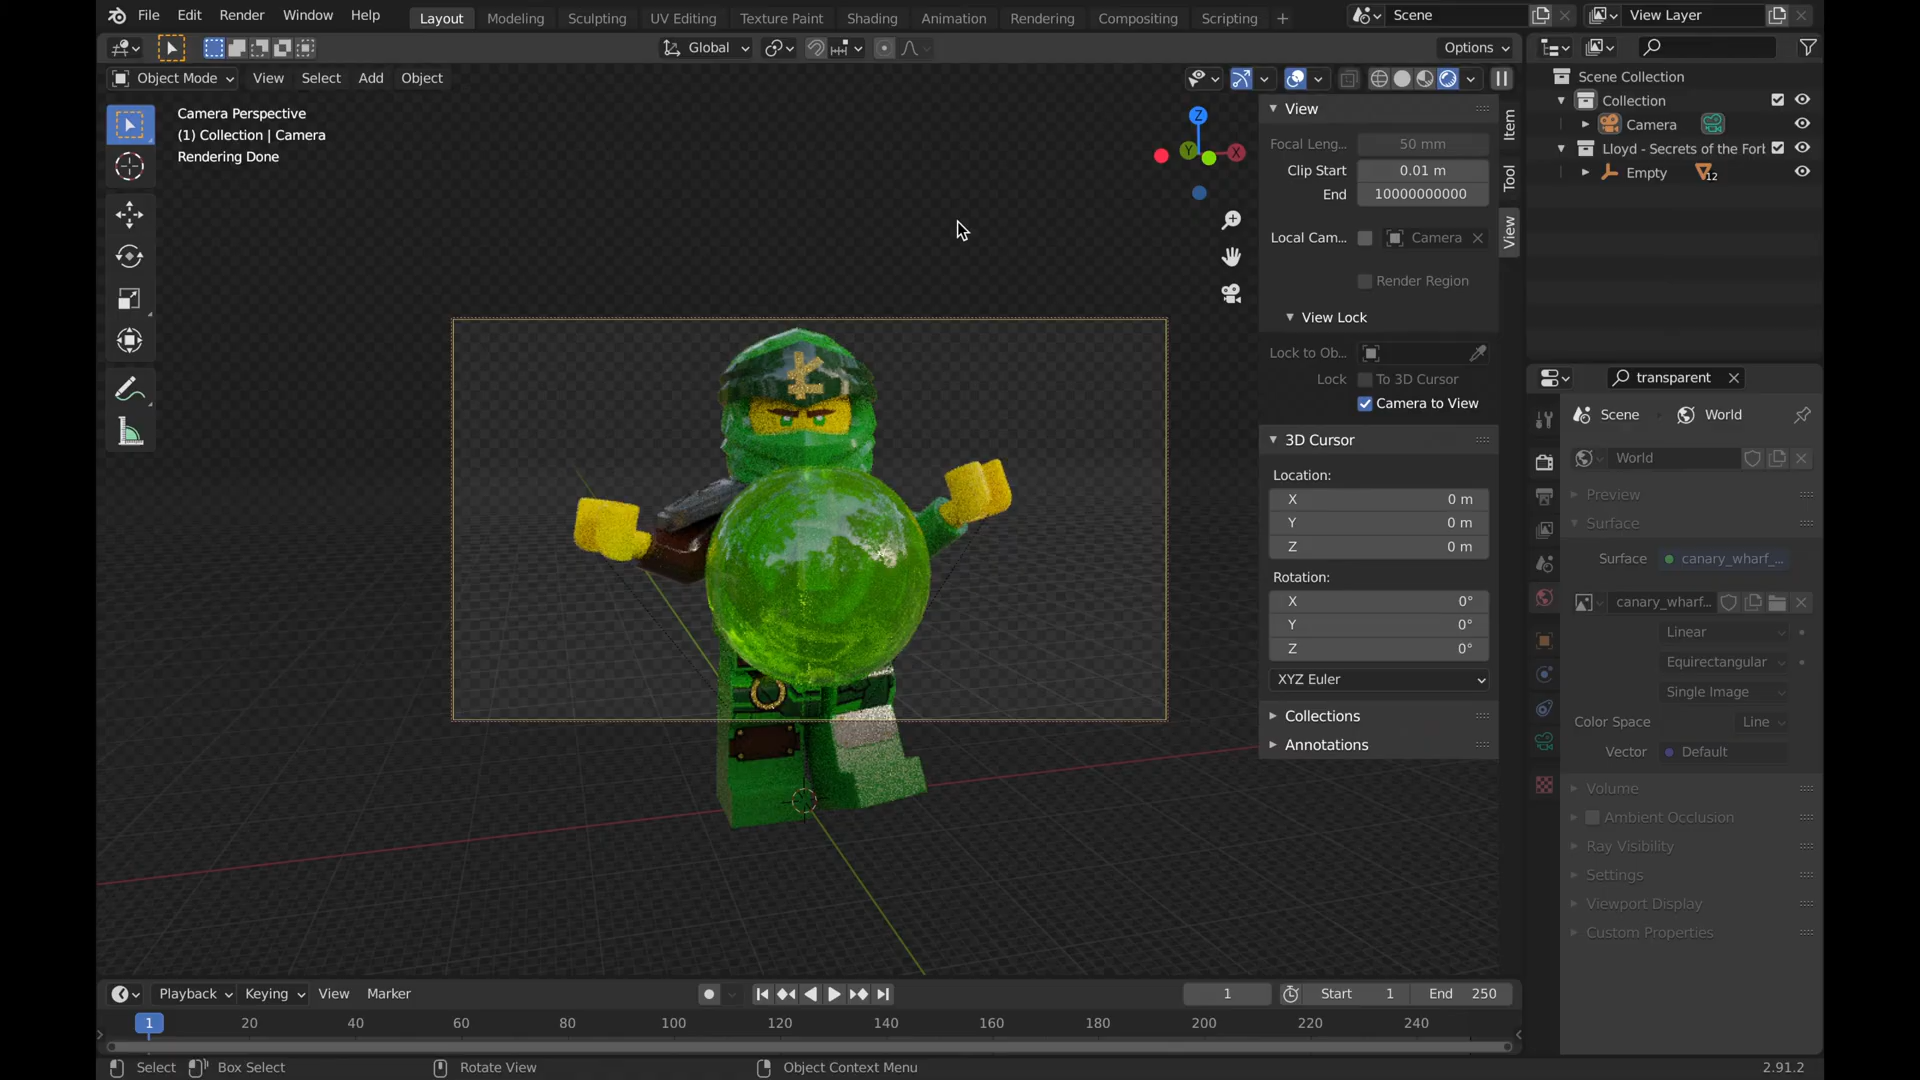 File Edit Render Window Help Layout Modeling Sculpting UV Editing Texture Paint Shading Animation Rendering Compositing Scripting + Scene View Layer
Global Options
Object Mode View Select Add Object
Camera Perspective
(1) Collection | Camera
Rendering Done
Z
Y
X
View
Focal Leng... 50 mm
Clip Start 0.01 m
End 10000000000
Local Cam... Camera
Render Region
View Lock
Lock to Ob...
Lock To 3D Cursor
Camera to View
3D Cursor
Location:
X 0 m
Y 0 m
Z 0 m
Rotation:
X 0°
Y 0°
Z 0°
XYZ Euler
Collections
Annotations
Item
Tool
View
Scene Collection
Collection
Camera
Lloyd - Secrets of the Forl
Empty 12
transparent
Scene World
World
Preview
Surface
Surface canary_wharf_...
canary_wharf...
Linear
Equirectangular
Single Image
Color Space Line
Vector Default
Volume
Ambient Occlusion
Ray Visibility
Settings
Viewport Display
Custom Properties
Playback Keying View Marker 1 Start 1 End 250
1 20 40 60 80 100 120 140 160 180 200 220 240
Select Box Select Rotate View Object Context Menu 2.91.2